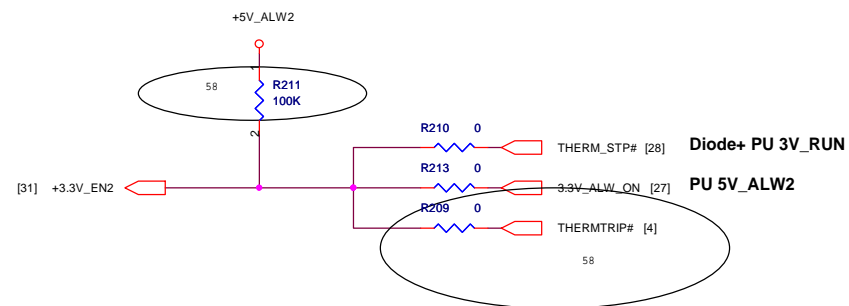 +5V_ALW2
1
58
R211
100K
2
R210 0
THERM_STP# [28] Diode+ PU 3V_RUN
R213 0
[31] +3.3V_EN2
3.3V_ALW_ON [27] PU 5V_ALW2
R209 0
THERMTRIP# [4]
58